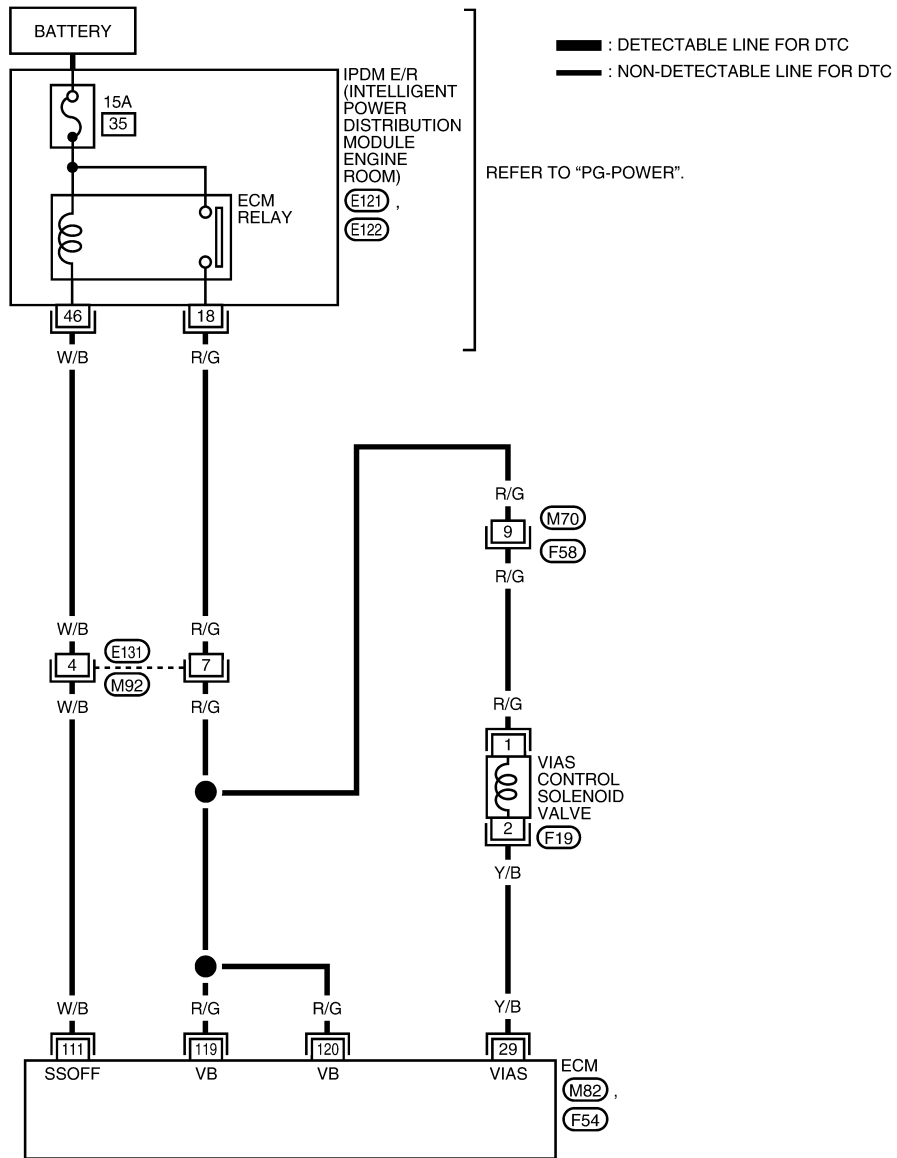 BATTERY
: DETECTABLE LINE FOR DTC
: NON-DETECTABLE LINE FOR DTC
15A
35
IPDM E/R
(INTELLIGENT
POWER
DISTRIBUTION
MODULE
ENGINE
ROOM)
E121 ,
E122
REFER TO “PG-POWER”.
ECM
RELAY
46
18
W/B
R/G
R/G
9
M70
F58
R/G
W/B
R/G
4
E131
7
M92
W/B
R/G
R/G
1
VIAS
CONTROL
SOLENOID
VALVE
2
F19
Y/B
W/B
R/G
R/G
Y/B
111
119
120
29
ECM
SSOFF
VB
VB
VIAS
M82 ,
F54